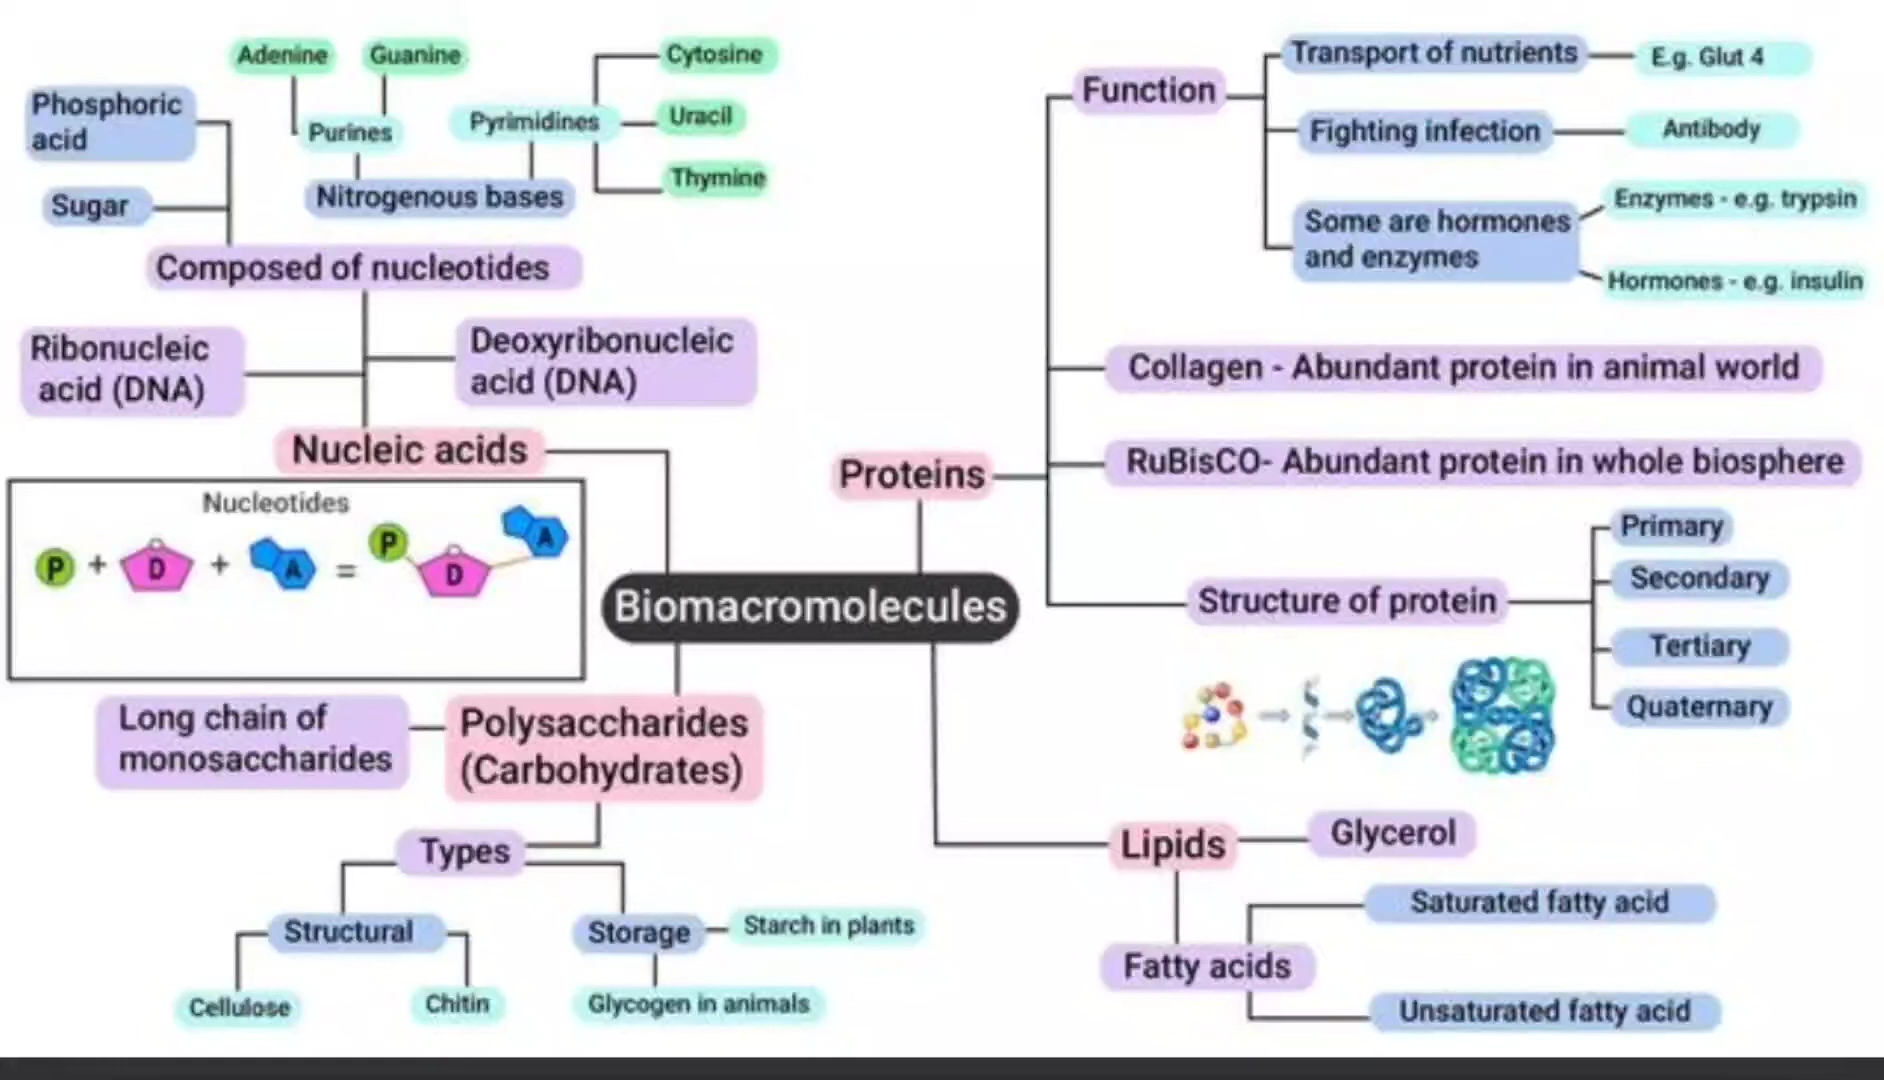 Adenine
Guanine
Cytosine
Phosphoric
acid
Purines
Pyrimidines
Uracil
Sugar
Nitrogenous bases
Thymine
Composed of nucleotides
Ribonucleic
acid (DNA)
Deoxyribonucleic
acid (DNA)
Nucleic acids
Nucleotides
P + D + A = P D A
Biomacromolecules
Long chain of
monosaccharides
Polysaccharides
(Carbohydrates)
Types
Structural
Storage
Starch in plants
Cellulose
Chitin
Glycogen in animals
Proteins
Function
Transport of nutrients
E.g. Glut 4
Fighting infection
Antibody
Some are hormones
and enzymes
Enzymes - e.g. trypsin
Hormones - e.g. insulin
Collagen - Abundant protein in animal world
RuBisCO- Abundant protein in whole biosphere
Structure of protein
Primary
Secondary
Tertiary
Quaternary
Lipids
Glycerol
Fatty acids
Saturated fatty acid
Unsaturated fatty acid